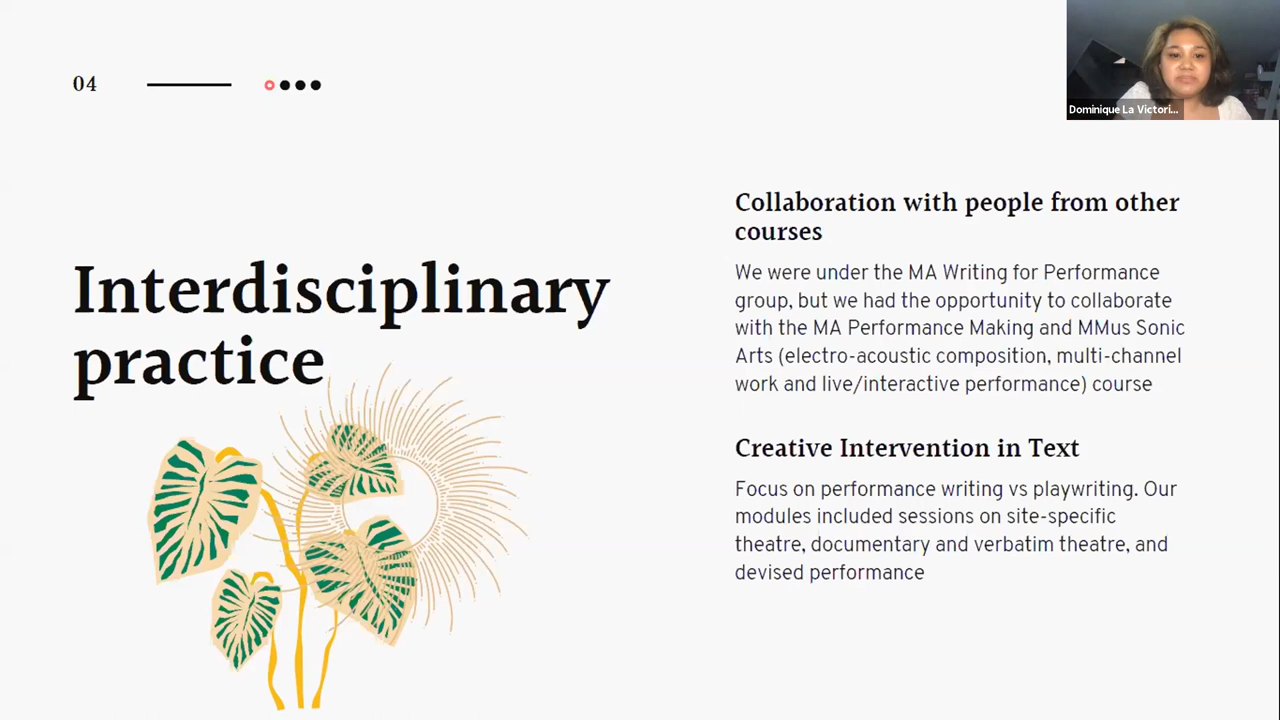 04
Dominique La Victori...
Interdisciplinary
practice
Collaboration with people from other
courses
We were under the MA Writing for Performance
group, but we had the opportunity to collaborate
with the MA Performance Making and MMus Sonic
Arts (electro-acoustic composition, multi-channel
work and live/interactive performance) course
Creative Intervention in Text
Focus on performance writing vs playwriting. Our
modules included sessions on site-specific
theatre, documentary and verbatim theatre, and
devised performance